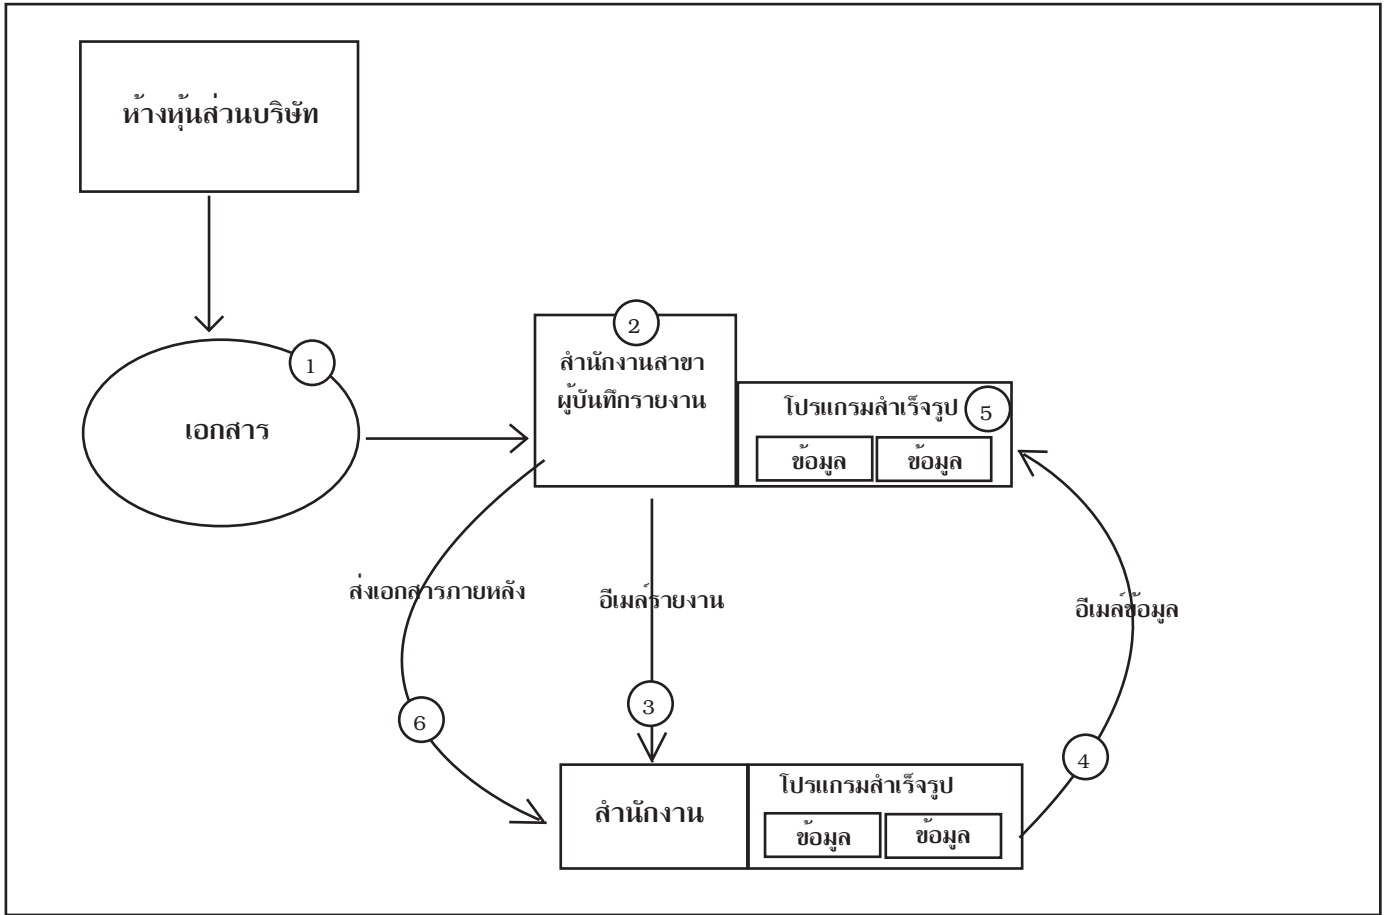 ห้างหุ้นส่วนบริษัท
1
เอกสาร
2
สำนักงานสาขา
ผู้บันทึกรายงาน
โปรแกรมสำเร็จรูป
5
ข้อมูล
ข้อมูล
ส่งเอกสารภายหลัง
อีเมล์รายงาน
อีเมล์ข้อมูล
6
3
4
สำนักงาน
โปรแกรมสำเร็จรูป
ข้อมูล
ข้อมูล